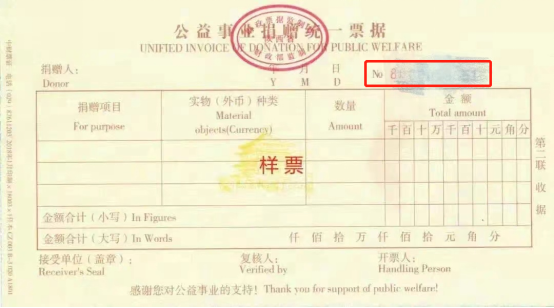 公益事业捐赠统一票据
UNIFIED INVOICE OF DONATION FOR PUBLIC WELFARE
捐赠人： 年 月 日
Donor Y M D № 8
捐赠项目 实物（外币）种类 数量 金额
For purpose Material objects(Currency) Amount Total amount
千 百 十 万 千 百 十 元 角 分
样票
金额合计（小写）In Figures
金额合计（大写）In Words 仟 佰 拾 万 仟 佰 拾 元 角 分
接受单位（盖章）： 复核人： 开票人：
Receiver's Seal Verified by Handling Person
感谢您对公益事业的支持！Thank you for support of public welfare!
第二联 收据